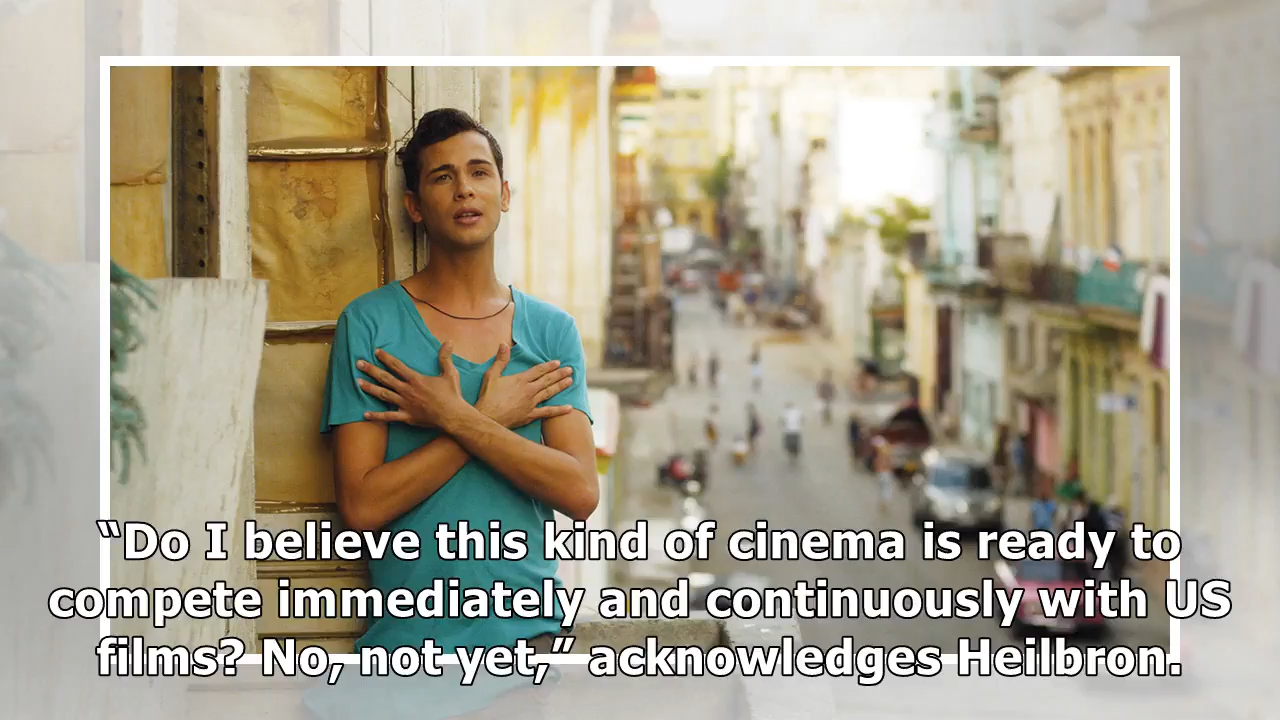 “Do I believe this kind of cinema is ready to
compete immediately and continuously with US
films? No, not yet,” acknowledges Heilbron.